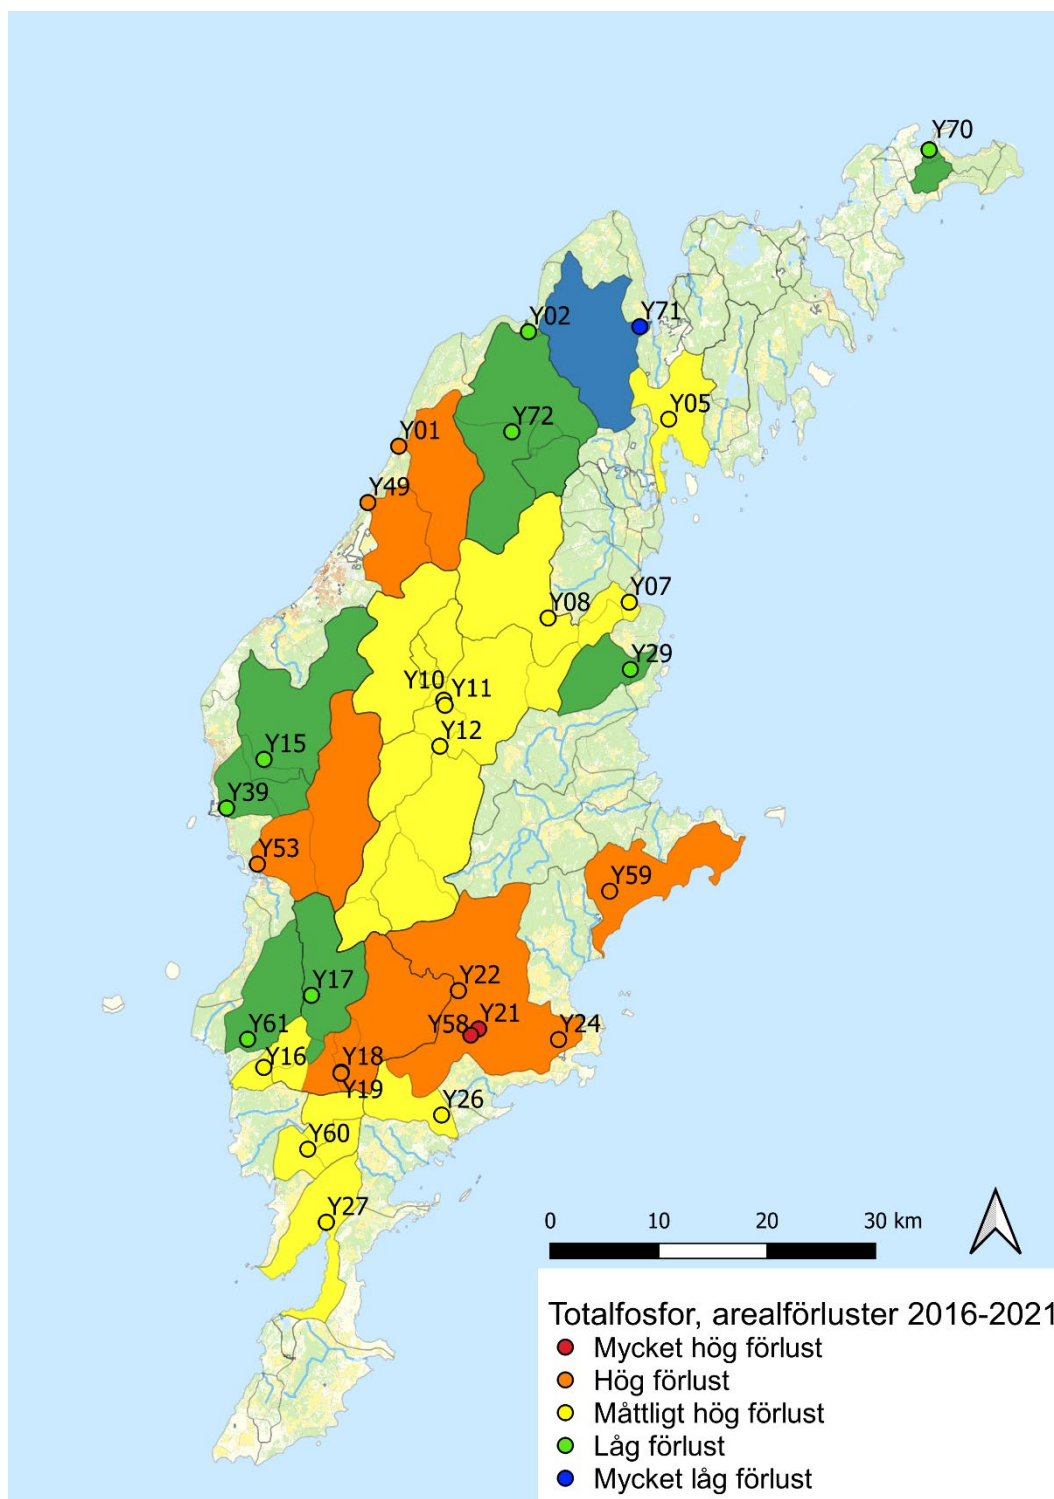 Y70
Y02
Y71
Y05
Y72
Y01
Y49
Y07
Y08
Y29
Y10
Y11
Y12
Y15
Y39
Y53
Y59
Y22
Y17
Y58
Y21
Y24
Y61
Y16
Y18
Y19
Y26
Y60
Y27
0 10 20 30 km
Totalfosfor, arealförluster 2016-2021
Mycket hög förlust
Hög förlust
Måttligt hög förlust
Låg förlust
Mycket låg förlust